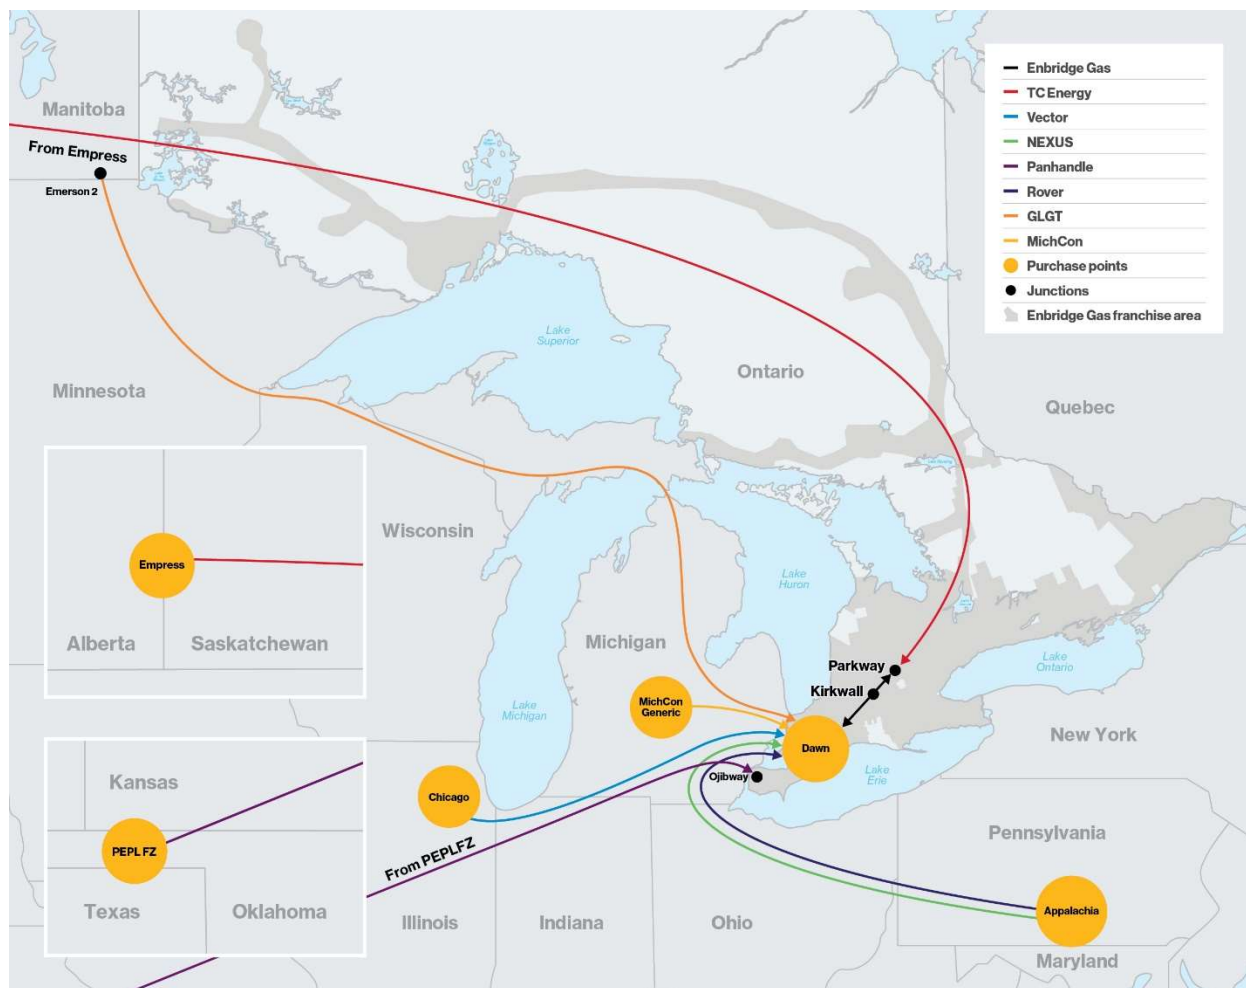 Enbridge Gas
TC Energy
Vector
NEXUS
Panhandle
Rover
GLGT
MichCon
Purchase points
Junctions
Enbridge Gas franchise area
Manitoba
From Empress
Emerson 2
Lake
Superior
Ontario
Minnesota
Quebec
Wisconsin
Empress
Alberta
Saskatchewan
Lake
Huron
Michigan
Lake
Ontario
Parkway
Kirkwall
MichCon
Generic
Lake
Michigan
Dawn
New York
Ojibway
Lake
Erie
Kansas
Chicago
PEPL FZ
From PEPLFZ
Pennsylvania
Texas
Oklahoma
Illinois
Indiana
Ohio
Appalachia
Maryland